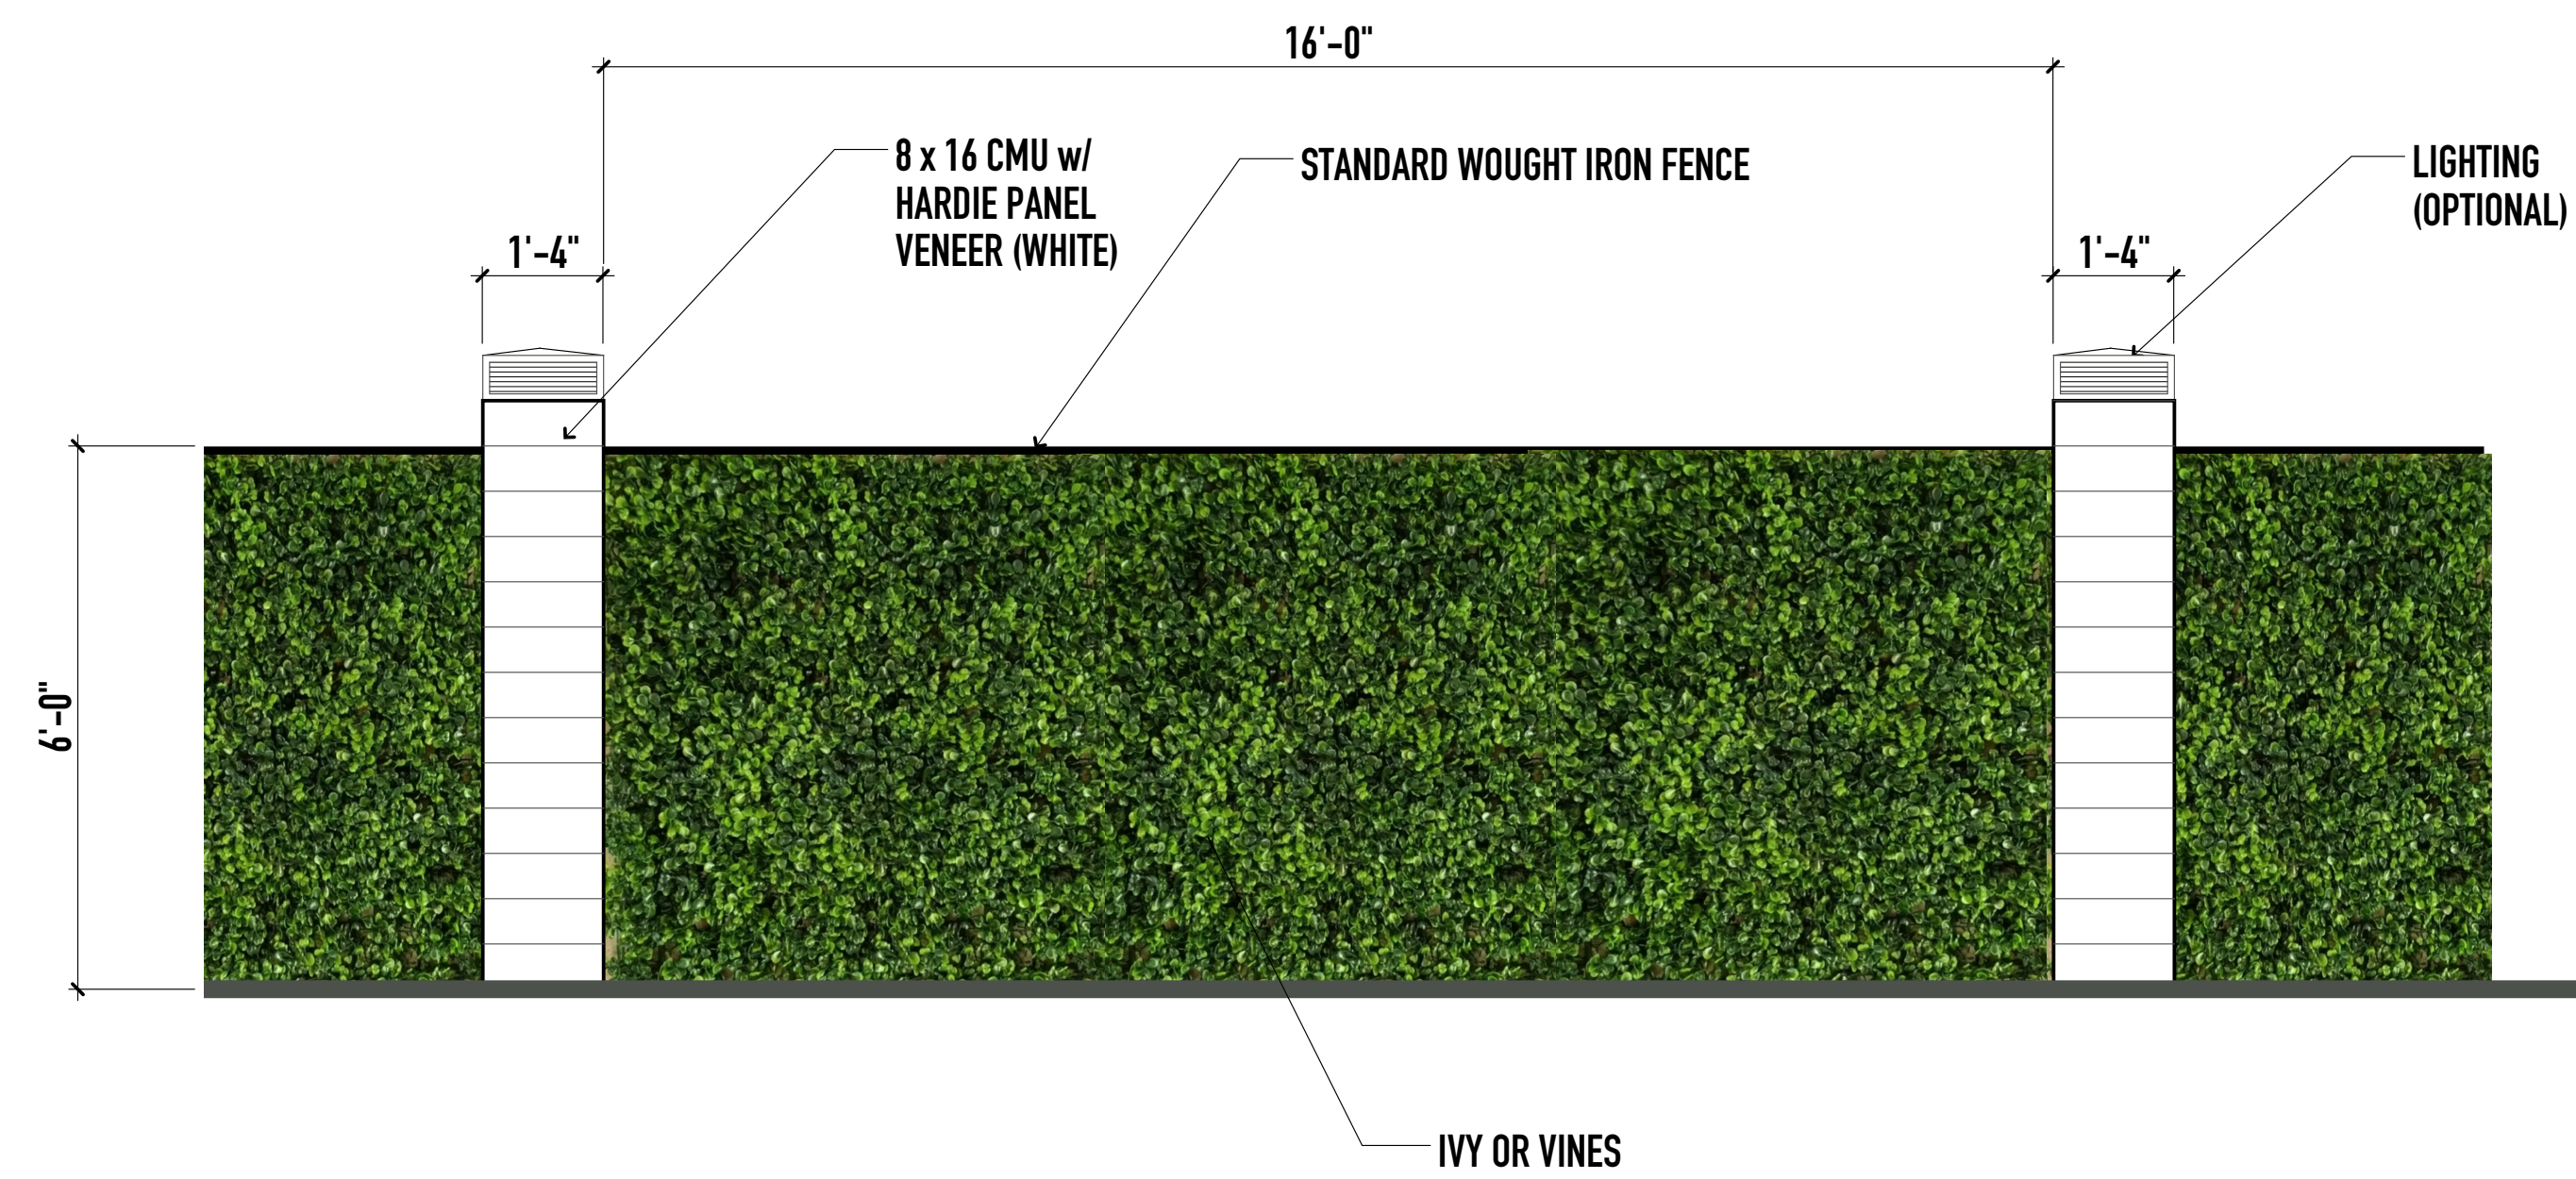 16'-0"
8 x 16 CMU w/
HARDIE PANEL
VENEER (WHITE)
STANDARD WOUGHT IRON FENCE
LIGHTING
(OPTIONAL)
1'-4"
1'-4"
6'-0"
IVY OR VINES